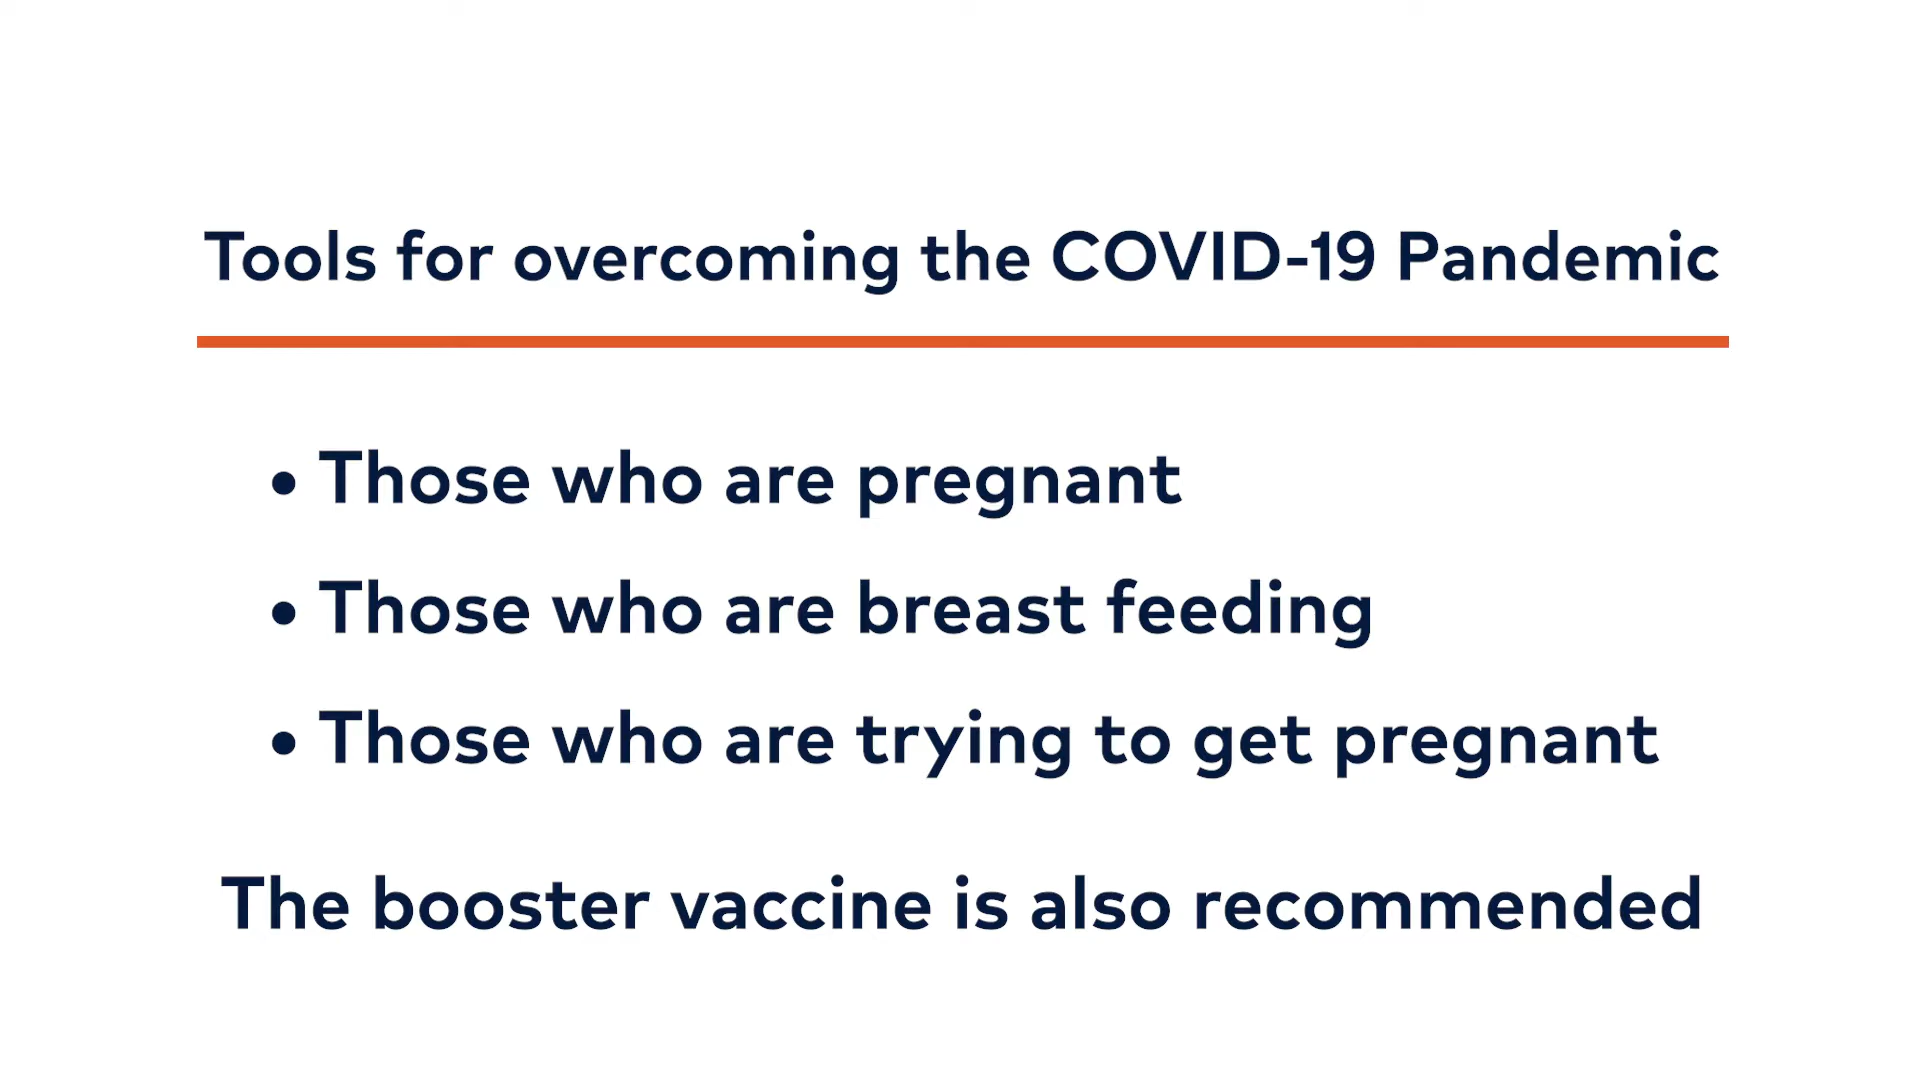 Tools for overcoming the COVID-19 Pandemic
• Those who are pregnant
• Those who are breast feeding
• Those who are trying to get pregnant
The booster vaccine is also recommended